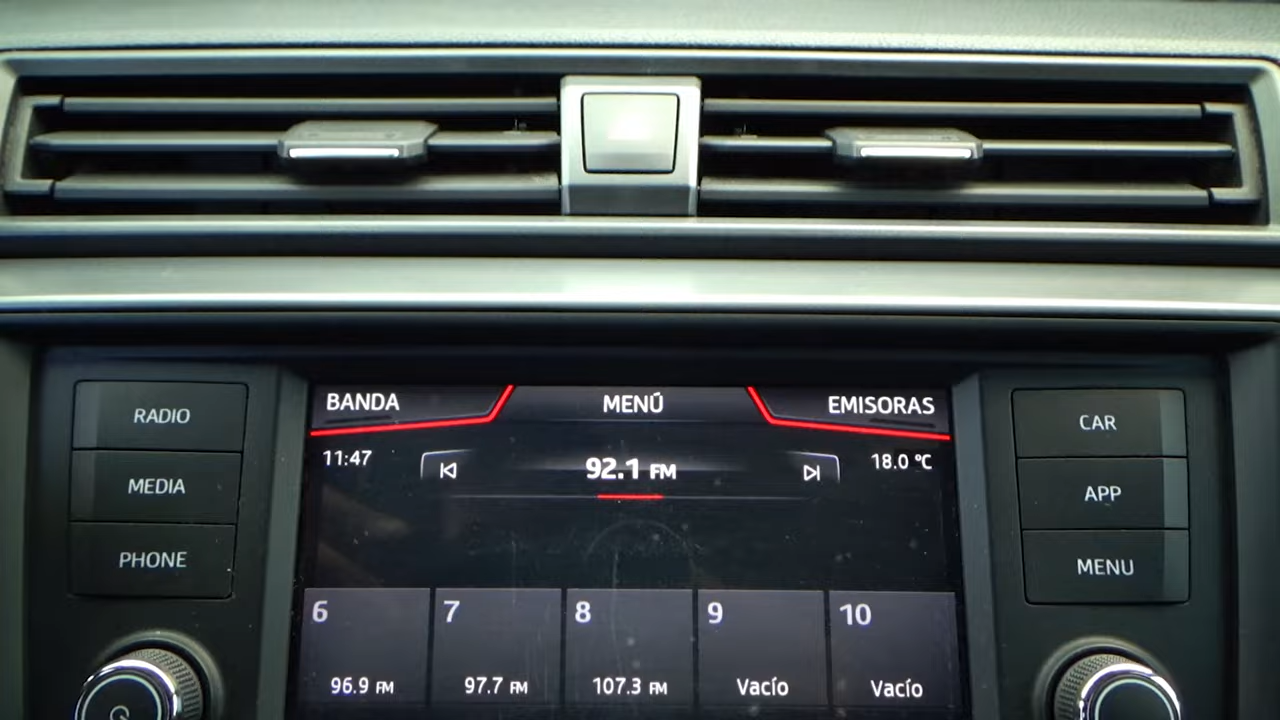 BANDA MENÚ EMISORAS
RADIO
CAR
11:47 92.1 FM 18.0 ºC
MEDIA
APP
PHONE
MENU
6 7 8 9 10
96.9 FM 97.7 FM 107.3 FM Vacío Vacío